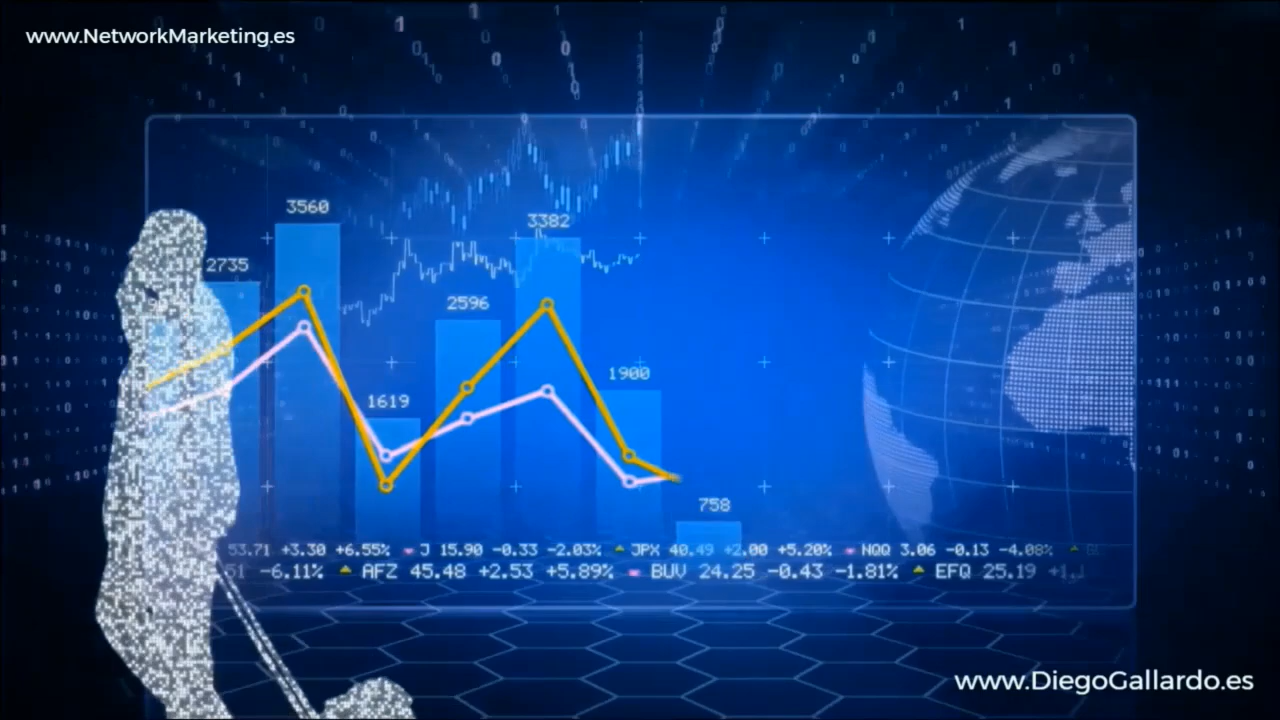 www.NetworkMarketing.es
3560
3382
2735
2596
1900
1619
758
53.71 +3.30 +6.55% J 15.90 -0.33 -2.03% JPX 40.49 +2.00 +5.20% NQQ 3.06 -0.13 -4.08%
51 -6.11% AFZ 45.48 +2.53 +5.89% BUV 24.25 -0.43 -1.81% EFQ 25.19
www.DiegoGallardo.es